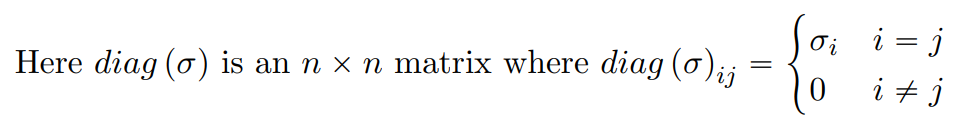 Here diag (σ) is an n × n matrix where diag (σ)ij = { σi i = j
0 i ≠ j